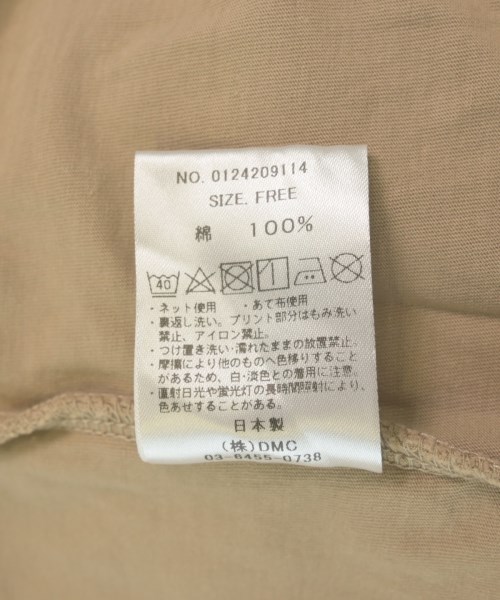 NO. 0124209114
SIZE. FREE
綿 100%
40
・ネット使用 ・あて布使用
・裏返し洗い。プリント部分はもみ洗い
禁止、アイロン禁止。
・つけ置き洗い・濡れたままの放置禁止。
・摩擦により他のものへ色移りすること
があるため、白・淡色との着用に注意。
・直射日光や蛍光灯の長時間照射により、
色あせすることがある。
日本製
(株)DMC
03-6455-0738